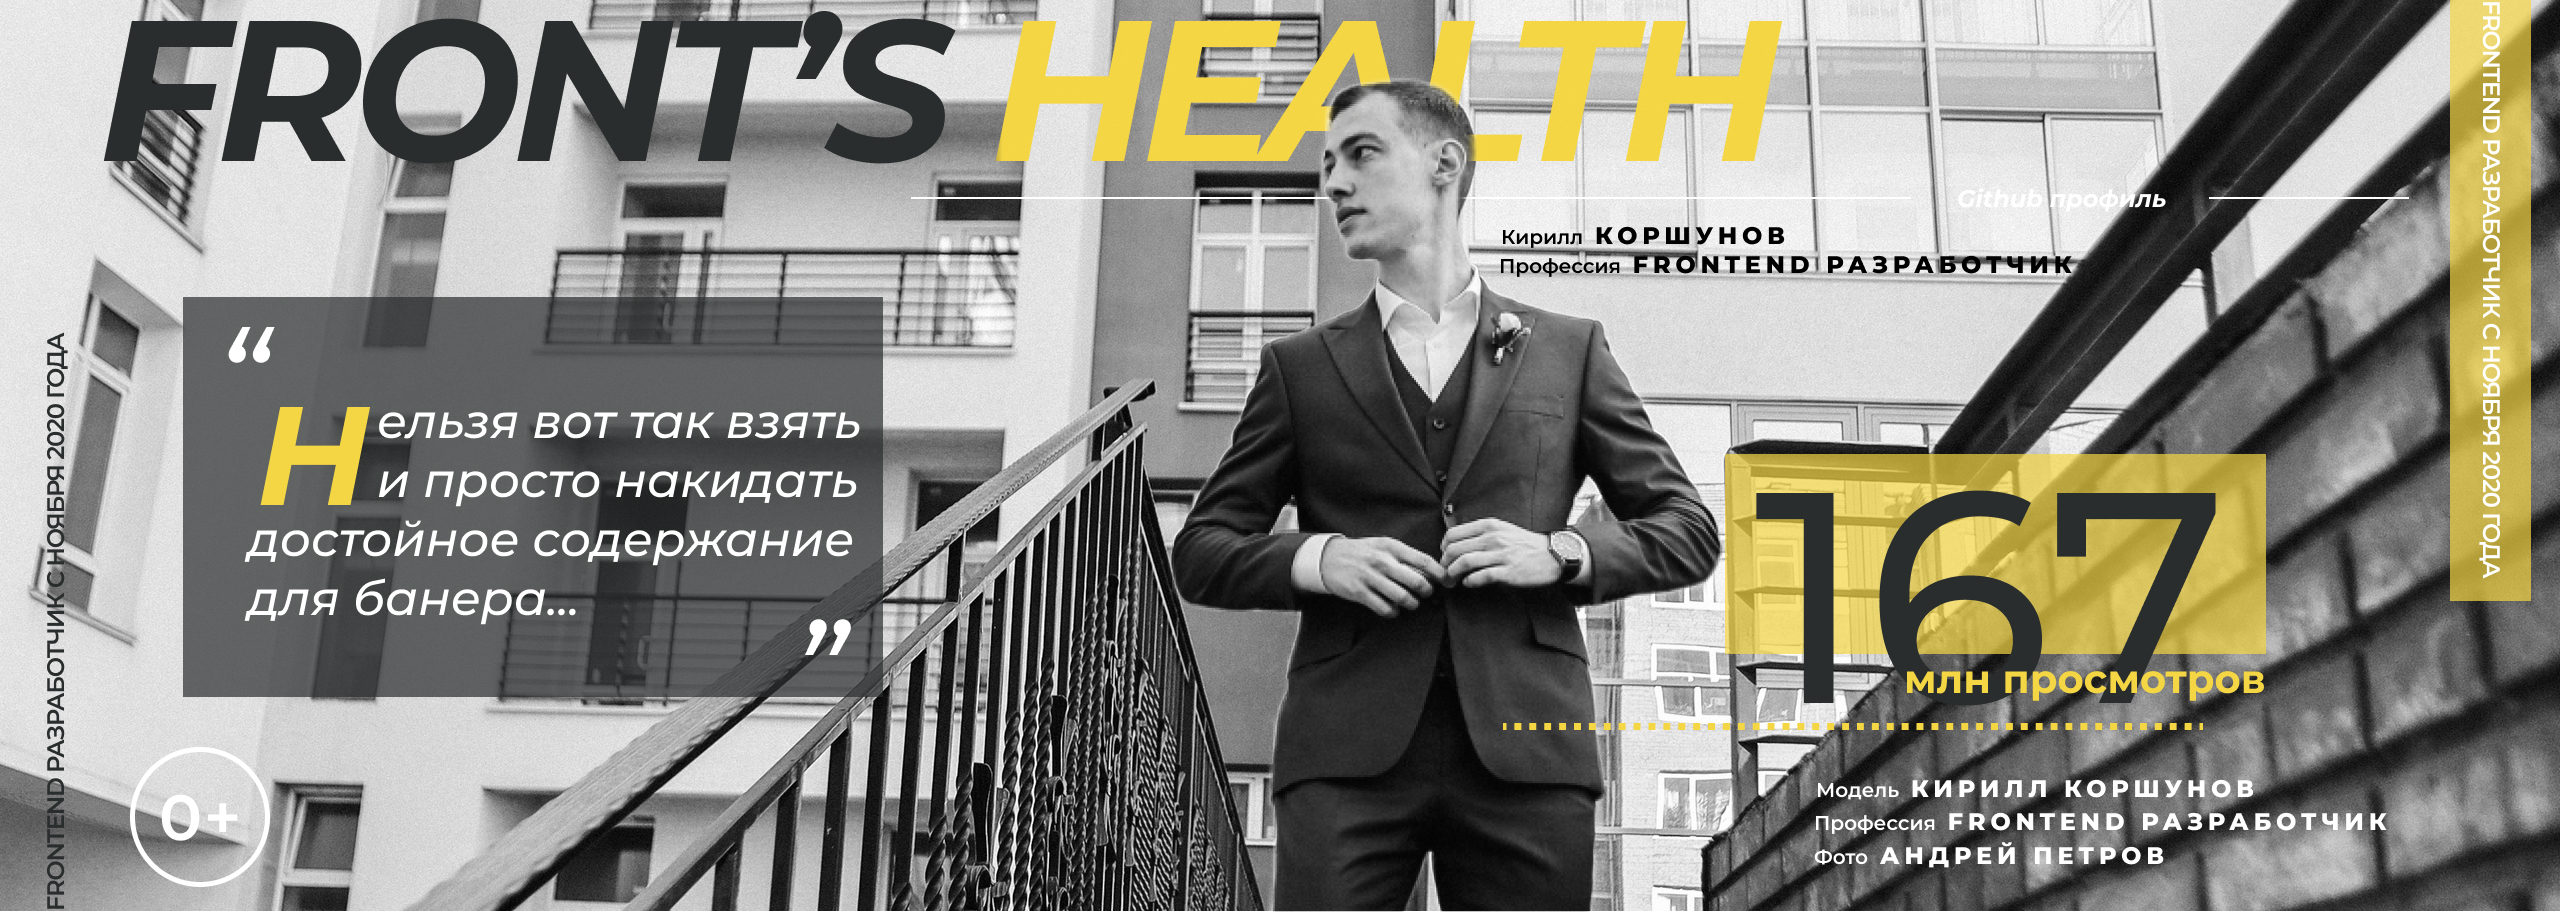 FRONT’S HEALTH
Github профиль
Кирилл КОРШУНОВ
Профессия FRONTEND РАЗРАБОТЧИК
“
Нельзя вот так взять
и просто накидать
достойное содержание
для банера...
”
167
млн просмотров
Модель КИРИЛЛ КОРШУНОВ
Профессия FRONTEND РАЗРАБОТЧИК
Фото АНДРЕЙ ПЕТРОВ
0+
FRONTEND РАЗРАБОТЧИК С НОЯБРЯ 2020 ГОДА
FRONTEND РАЗРАБОТЧИК С НОЯБРЯ 2020 ГОДА